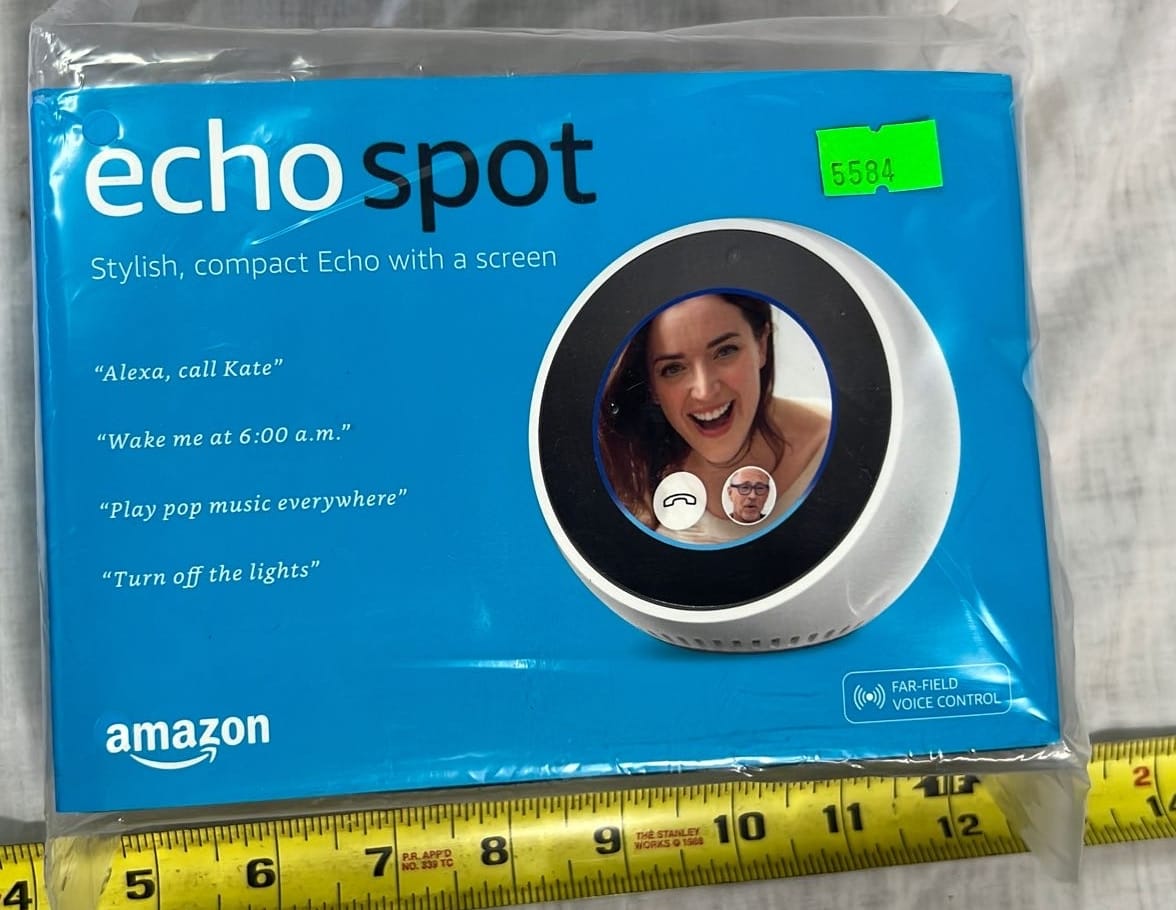 echo spot
5584
Stylish, compact Echo with a screen
“Alexa, call Kate”
“Wake me at 6:00 a.m.”
“Play pop music everywhere”
“Turn off the lights”
FAR-FIELD
VOICE CONTROL
amazon
4 5 6 7 8 9 10 11 12
1F
2
P.R. APP'D
NO. 339 TC
THE STANLEY
WORKS © 1988